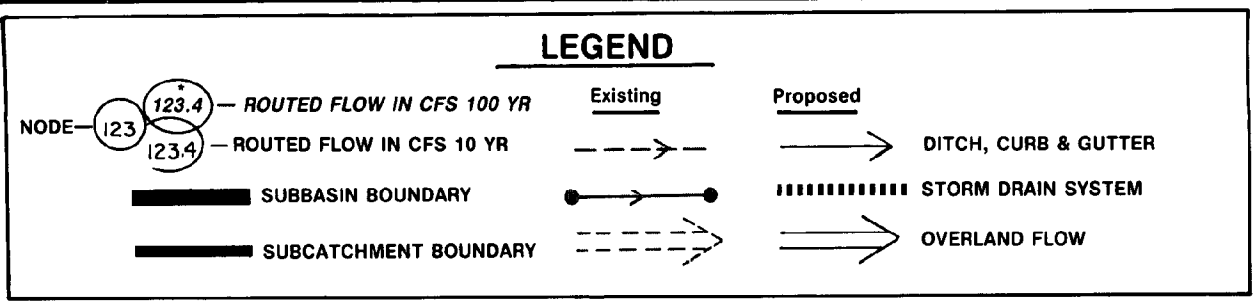 LEGEND
NODE— 123
*
123.4 — ROUTED FLOW IN CFS 100 YR
123.4 — ROUTED FLOW IN CFS 10 YR
SUBBASIN BOUNDARY
SUBCATCHMENT BOUNDARY
Existing Proposed
DITCH, CURB & GUTTER
STORM DRAIN SYSTEM
OVERLAND FLOW